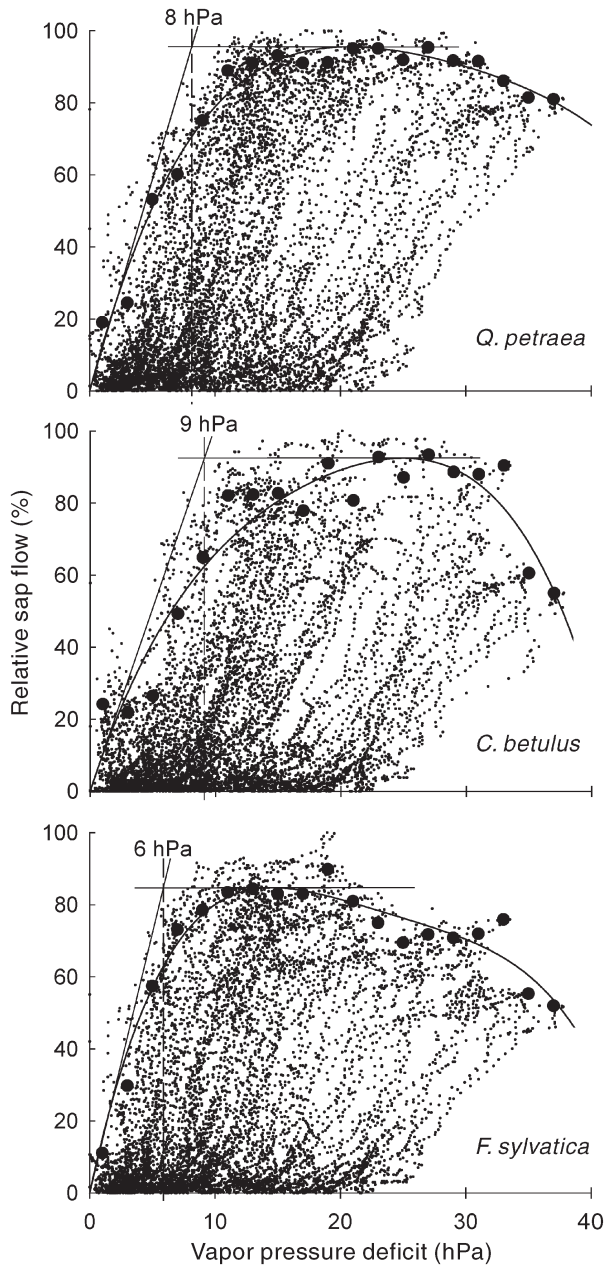 8 hPa
100
80
60
40
20
0
Q. petraea
9 hPa
100
80
60
40
20
0
C. betulus
Relative sap flow (%)
6 hPa
100
80
60
40
20
0
F. sylvatica
0 10 20 30 40
Vapor pressure deficit (hPa)